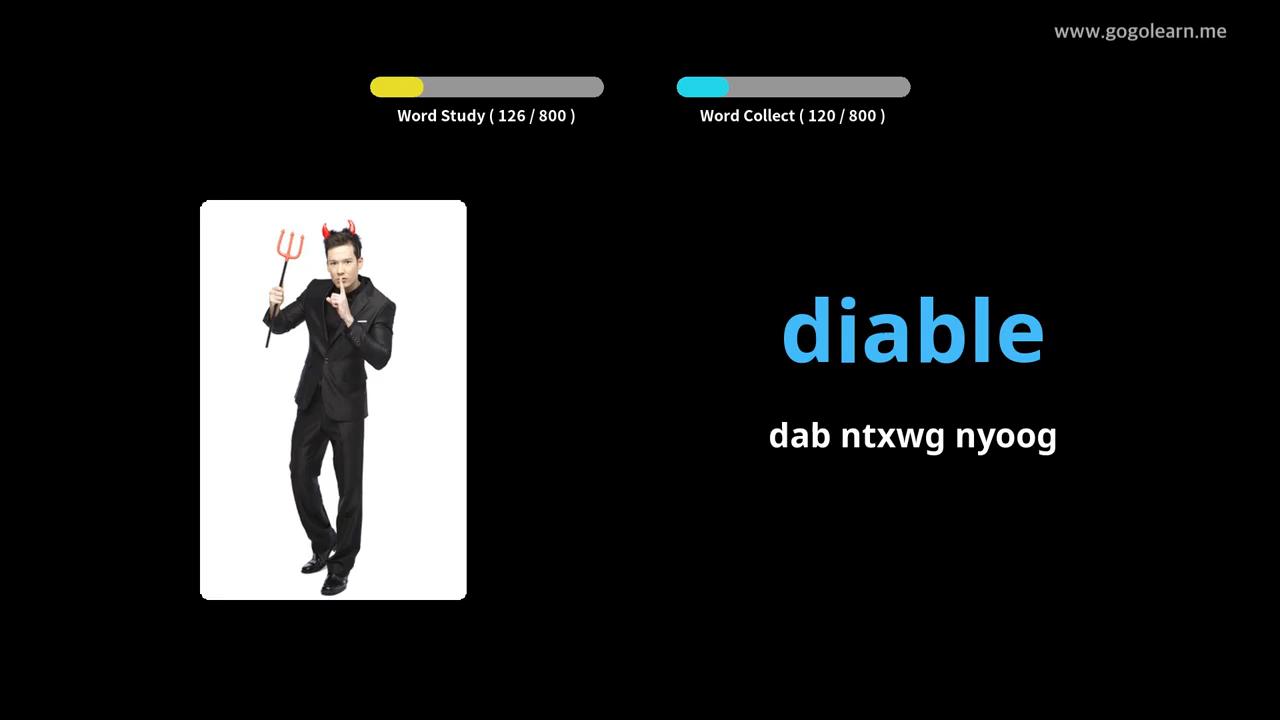 www.gogolearn.me
Word Study ( 126 / 800 )
Word Collect ( 120 / 800 )
diable
dab ntxwg nyoog